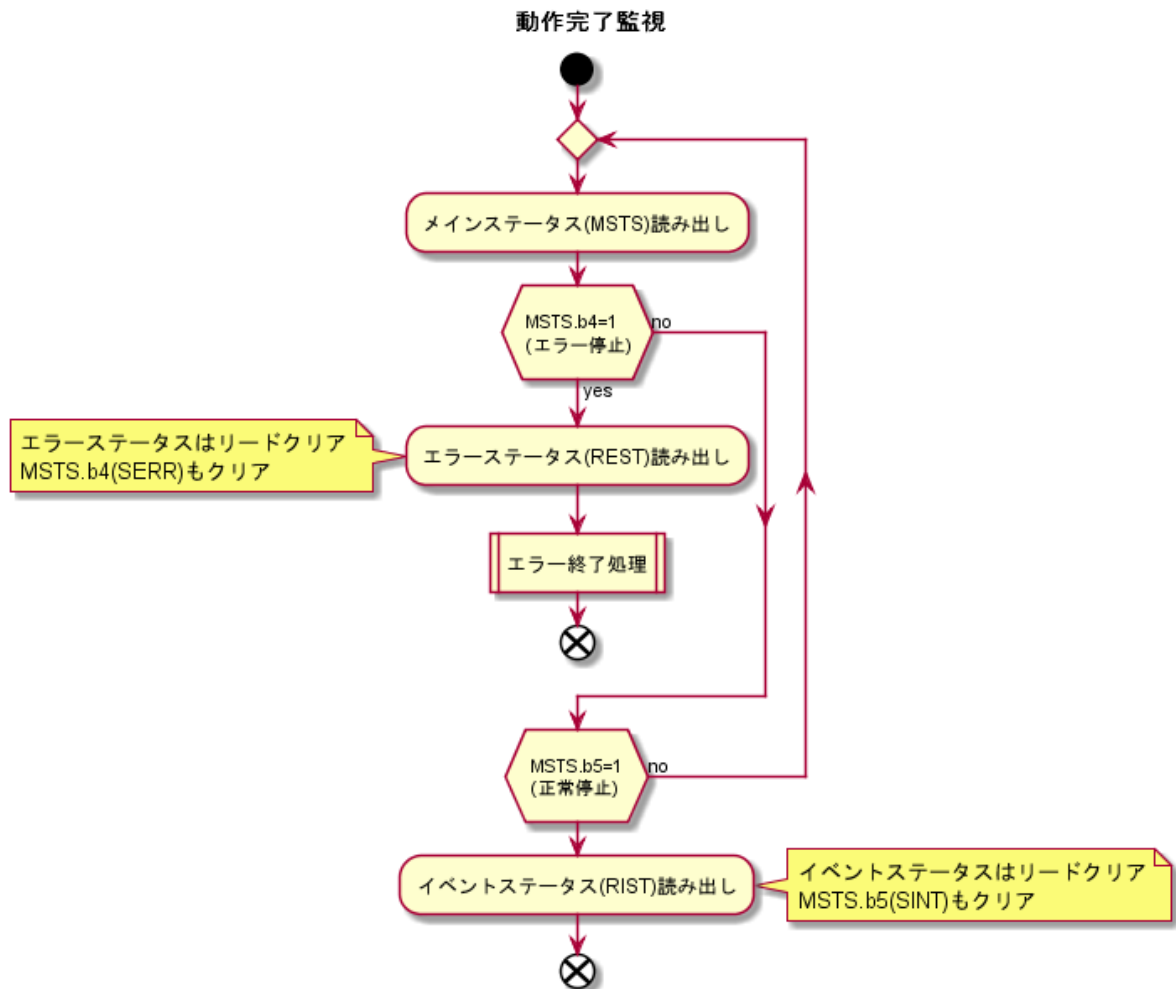 動作完了監視
メインステータス(MSTS)読み出し
MSTS.b4=1
(エラー停止)
no
yes
エラーステータスはリードクリア
MSTS.b4(SERR)もクリア
エラーステータス(REST)読み出し
エラー終了処理
MSTS.b5=1
(正常停止)
no
イベントステータス(RIST)読み出し
イベントステータスはリードクリア
MSTS.b5(SINT)もクリア